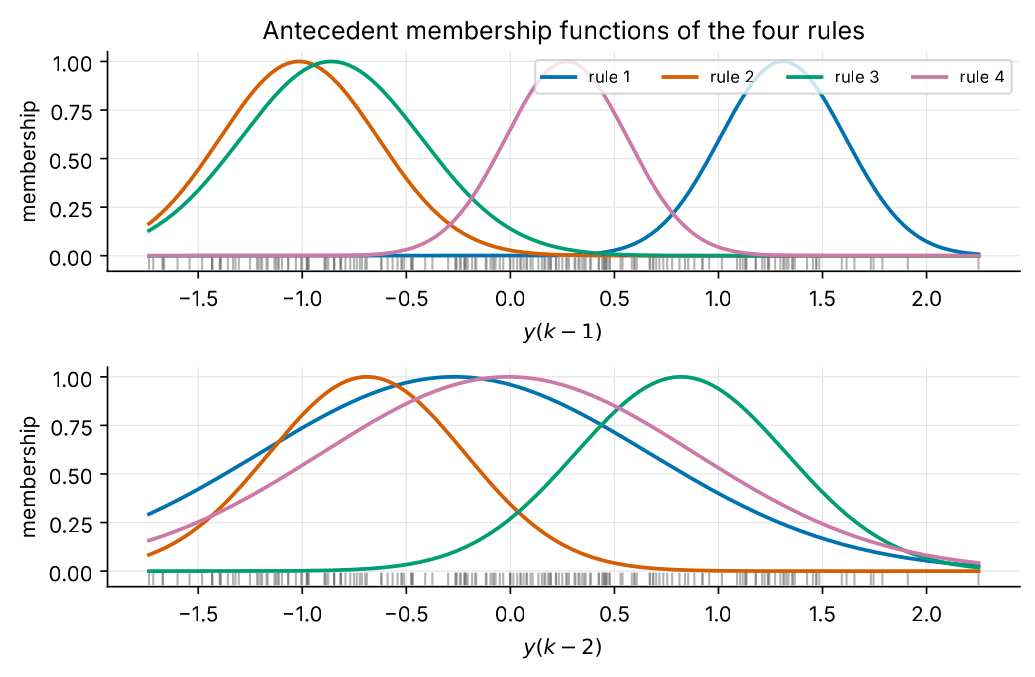 Antecedent membership functions of the four rules
rule 1 rule 2 rule 3 rule 4
membership
1.00
0.75
0.50
0.25
0.00
−1.5 −1.0 −0.5 0.0 0.5 1.0 1.5 2.0
y(k − 1)
membership
1.00
0.75
0.50
0.25
0.00
−1.5 −1.0 −0.5 0.0 0.5 1.0 1.5 2.0
y(k − 2)